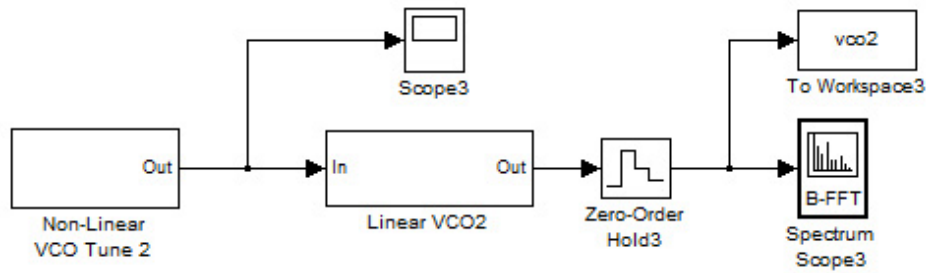 vco2
Scope3
To Workspace3
Out
In
Out
B-FFT
Non-Linear
VCO Tune 2
Linear VCO2
Zero-Order
Hold3
Spectrum
Scope3